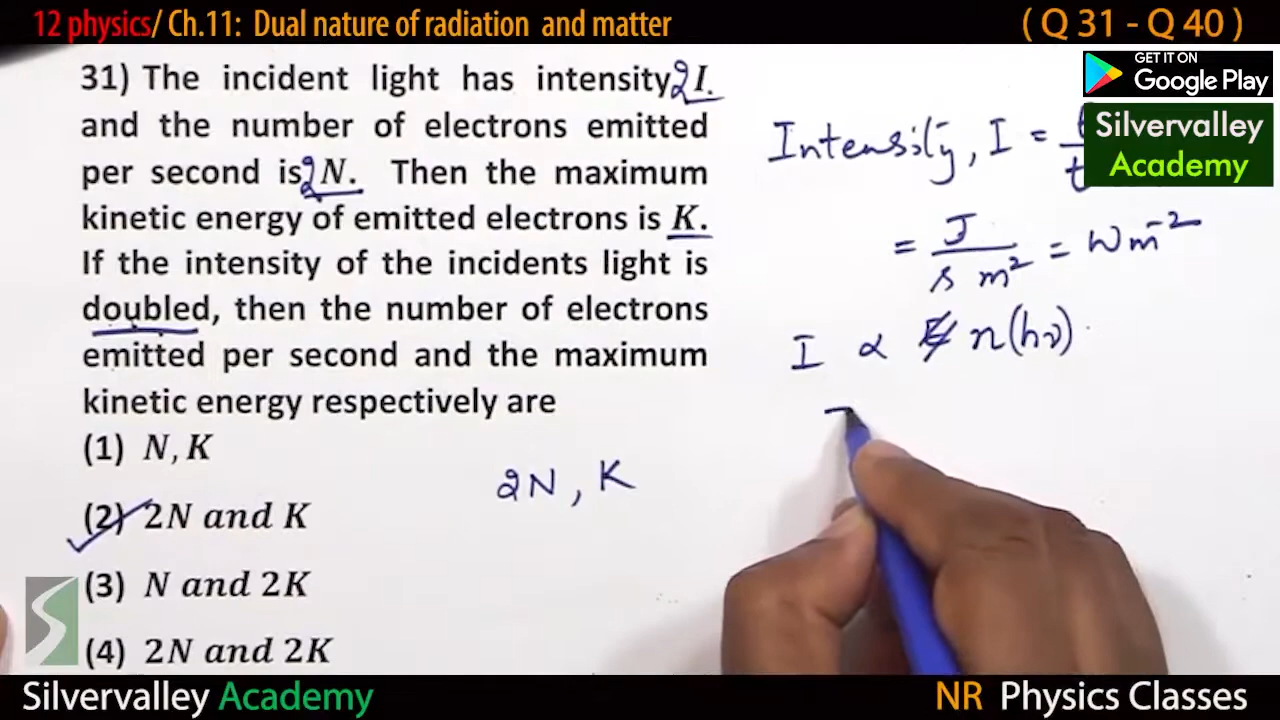 12 physics/ Ch.11: Dual nature of radiation and matter
( Q 31 - Q 40 )
31) The incident light has intensity 2I.
and the number of electrons emitted
per second is 2N. Then the maximum
kinetic energy of emitted electrons is K.
If the intensity of the incidents light is
doubled, then the number of electrons
emitted per second and the maximum
kinetic energy respectively are
(1) N, K
(2) 2N and K
(3) N and 2K
(4) 2N and 2K
2N, K
GET IT ON
Google Play
Silvervalley
Academy
Intensity, I =
= J / s m² = Wm⁻²
I ∝ n(hν)
Silvervalley Academy
NR Physics Classes